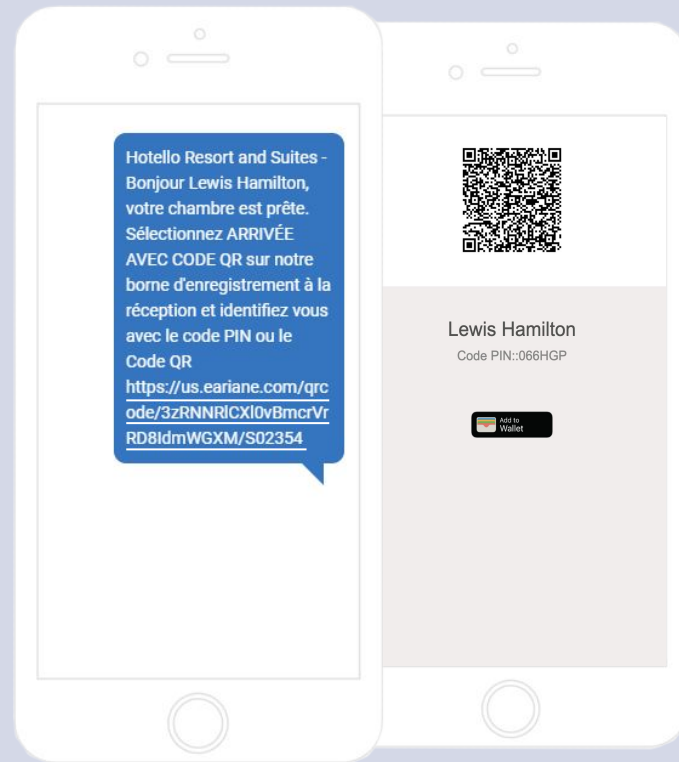 Hotello Resort and Suites -
Bonjour Lewis Hamilton,
votre chambre est prête.
Sélectionnez ARRIVÉE
AVEC CODE QR sur notre
borne d'enregistrement à la
réception et identifiez vous
avec le code PIN ou le
Code QR
https://us.eariane.com/qrc
ode/3zRNNRlCXl0vBmcrVr
RD8IdmWGXM/S02354
Lewis Hamilton
Code PIN::066HGP
Add to
Wallet